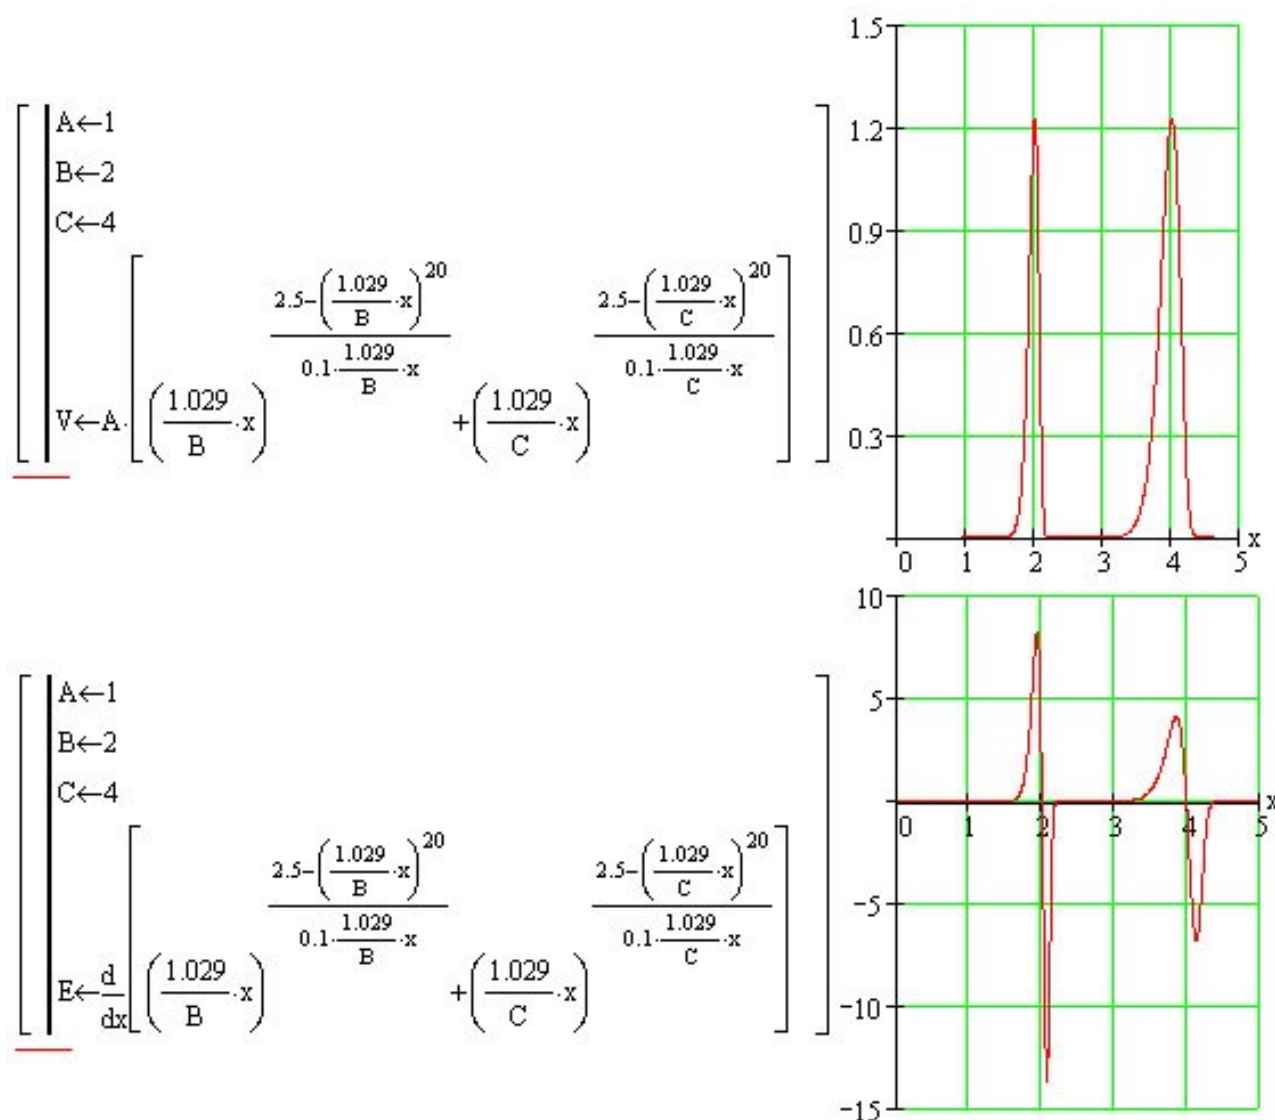 A←1
B←2
C←4
V←A·[(1.029/B·x)^((2.5-(1.029/B·x)^20)/(0.1·1.029/B·x))+(1.029/C·x)^((2.5-(1.029/C·x)^20)/(0.1·1.029/C·x))]
1.5
1.2
0.9
0.6
0.3
x
0 1 2 3 4 5
A←1
B←2
C←4
E←d/dx[(1.029/B·x)^((2.5-(1.029/B·x)^20)/(0.1·1.029/B·x))+(1.029/C·x)^((2.5-(1.029/C·x)^20)/(0.1·1.029/C·x))]
10
5
x
0 1 2 3 4 5
-5
-10
-15